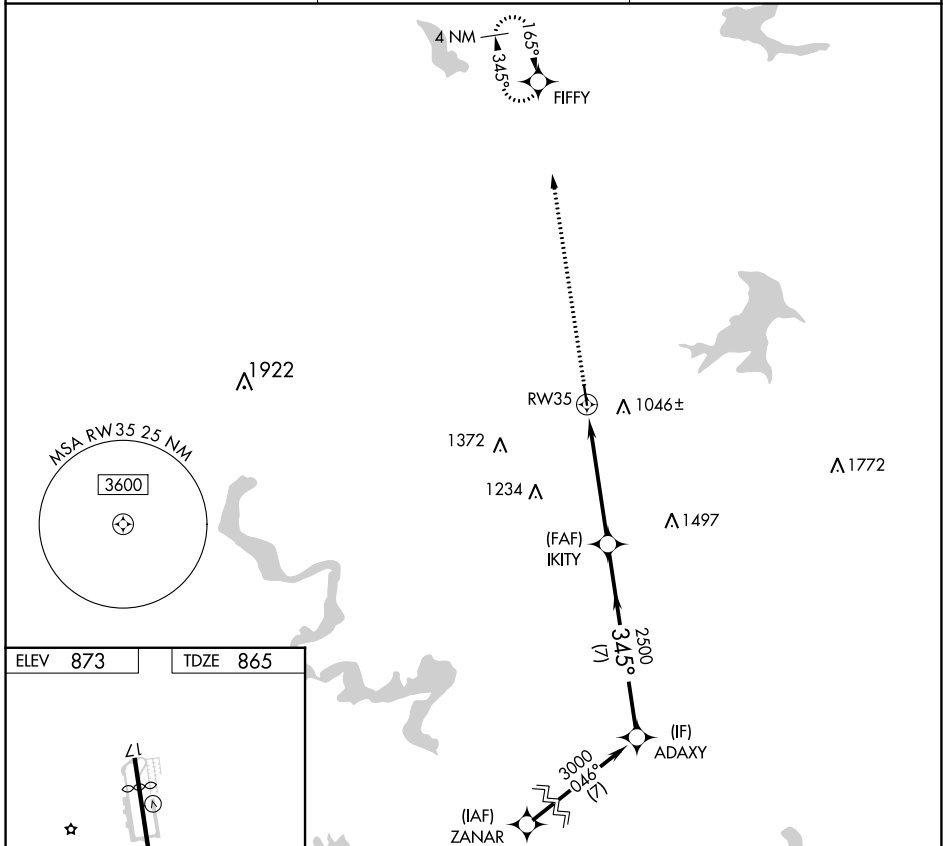 4 NM
165°
345°
FIFFY
1922
RW35
1046±
MSA RW35 25 NM
3600
1372
1772
1234
1497
(FAF)
IKITY
2500
345°
(7)
ELEV 873
TDZE 865
(IF)
ADAXY
3000
046°
(7)
(IAF)
ZANAR
17